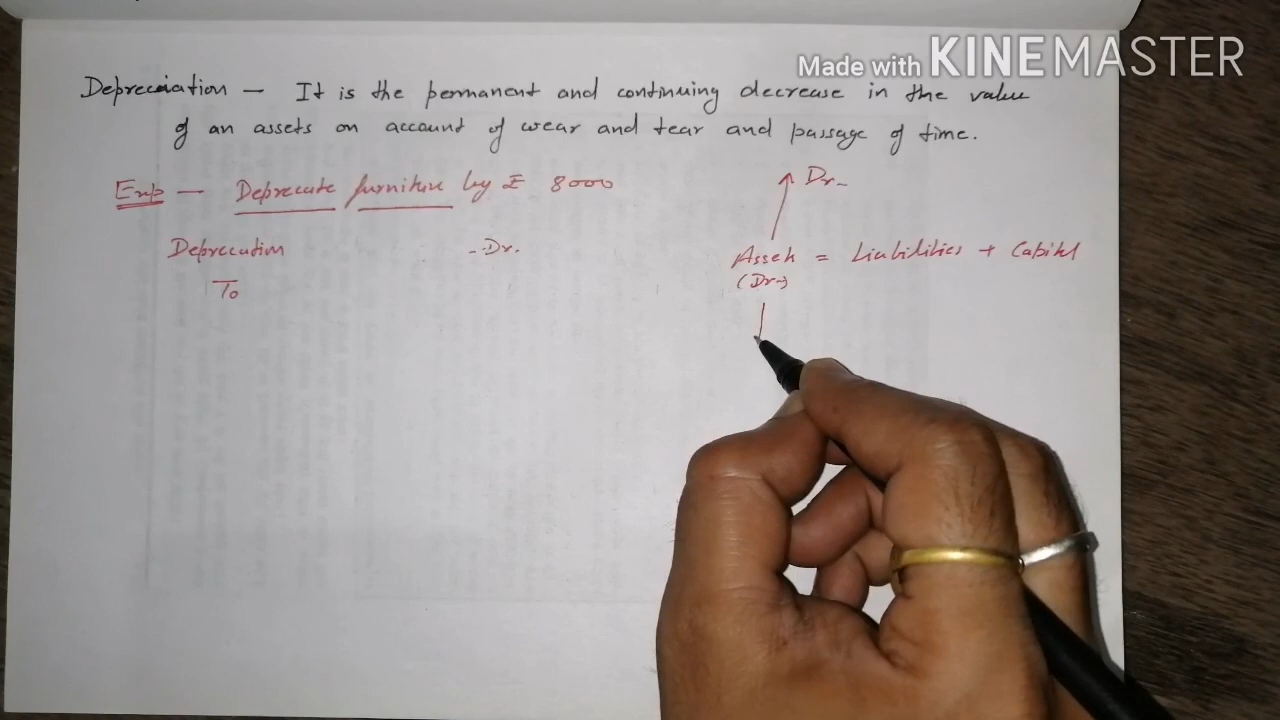 Made with KINEMASTER
Depreciation — It is the permanent and continuing decrease in the value
of an assets on account of wear and tear and passage of time.
Exp — Depreciate furniture by ₹ 8000
Dr.
Depreciation Dr.
Assets = Liabilities + Capital
To
(Dr.)